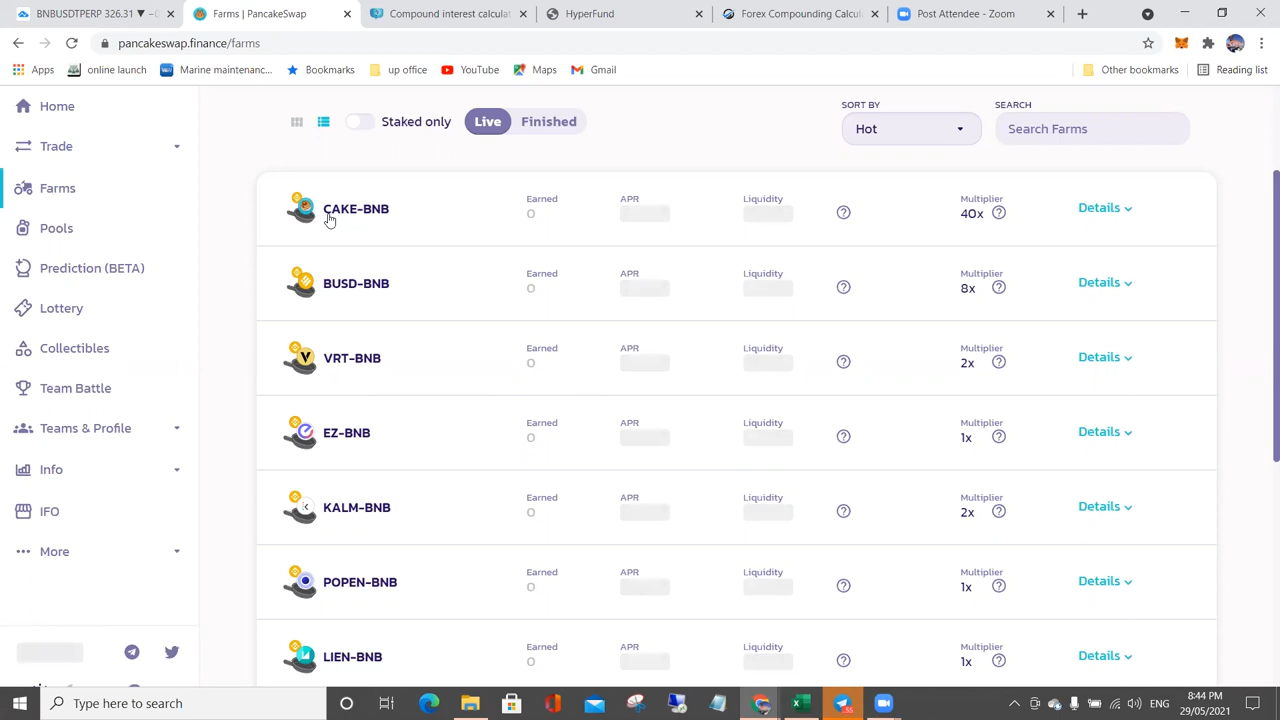 BNBUSDTPERP 326.31 ▼
Farms | PancakeSwap
Compound interest calculat
HyperFund
Forex Compounding Calcu
Post Attendee - Zoom
pancakeswap.finance/farms
Apps
online launch
Marine maintenanc...
Bookmarks
up office
YouTube
Maps
Gmail
Other bookmarks
Reading list
Home
Trade
Farms
Pools
Prediction (BETA)
Lottery
Collectibles
Team Battle
Teams & Profile
Info
IFO
More
Staked only
Live
Finished
SORT BY
Hot
SEARCH
Search Farms
CAKE-BNB
Earned
0
APR
Liquidity
Multiplier
40x
Details
BUSD-BNB
Earned
0
APR
Liquidity
Multiplier
8x
Details
VRT-BNB
Earned
0
APR
Liquidity
Multiplier
2x
Details
EZ-BNB
Earned
0
APR
Liquidity
Multiplier
1x
Details
KALM-BNB
Earned
0
APR
Liquidity
Multiplier
2x
Details
POPEN-BNB
Earned
0
APR
Liquidity
Multiplier
1x
Details
LIEN-BNB
Earned
0
APR
Liquidity
Multiplier
1x
Details
Type here to search
55
ENG
8:44 PM
29/05/2021